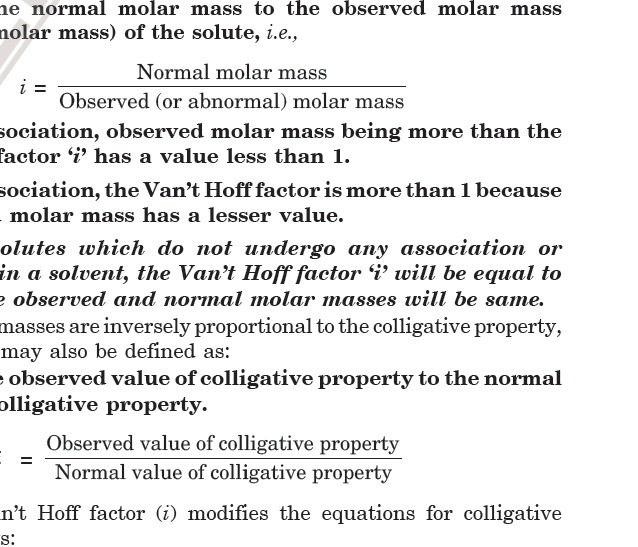 he normal molar mass to the observed molar mass
molar mass) of the solute, i.e.,
i = Normal molar mass / Observed (or abnormal) molar mass
sociation, observed molar mass being more than the
factor ‘i’ has a value less than 1.
sociation, the Van’t Hoff factor is more than 1 because
molar mass has a lesser value.
olutes which do not undergo any association or
in a solvent, the Van’t Hoff factor ‘i’ will be equal to
e observed and normal molar masses will be same.
masses are inversely proportional to the colligative property,
may also be defined as:
e observed value of colligative property to the normal
olligative property.
= Observed value of colligative property / Normal value of colligative property
n’t Hoff factor (i) modifies the equations for colligative
s: